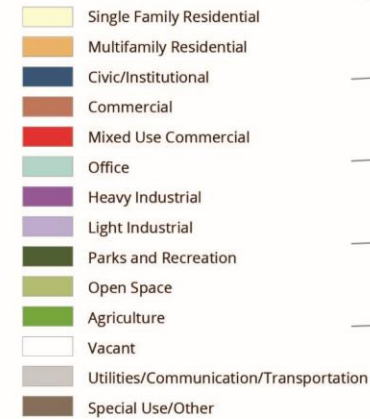 Single Family Residential
Multifamily Residential
Civic/Institutional
Commercial
Mixed Use Commercial
Office
Heavy Industrial
Light Industrial
Parks and Recreation
Open Space
Agriculture
Vacant
Utilities/Communication/Transportation
Special Use/Other